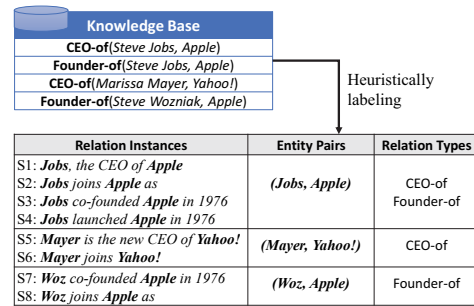 Knowledge Base
CEO-of(Steve Jobs, Apple)
Founder-of(Steve Jobs, Apple)
CEO-of(Marissa Mayer, Yahoo!)
Founder-of(Steve Wozniak, Apple)
Heuristically
labeling
Relation Instances Entity Pairs Relation Types
S1: Jobs, the CEO of Apple
S2: Jobs joins Apple as
S3: Jobs co-founded Apple in 1976
S4: Jobs launched Apple in 1976
(Jobs, Apple)
CEO-of
Founder-of
S5: Mayer is the new CEO of Yahoo!
S6: Mayer joins Yahoo!
(Mayer, Yahoo!)
CEO-of
S7: Woz co-founded Apple in 1976
S8: Woz joins Apple as
(Woz, Apple)
Founder-of